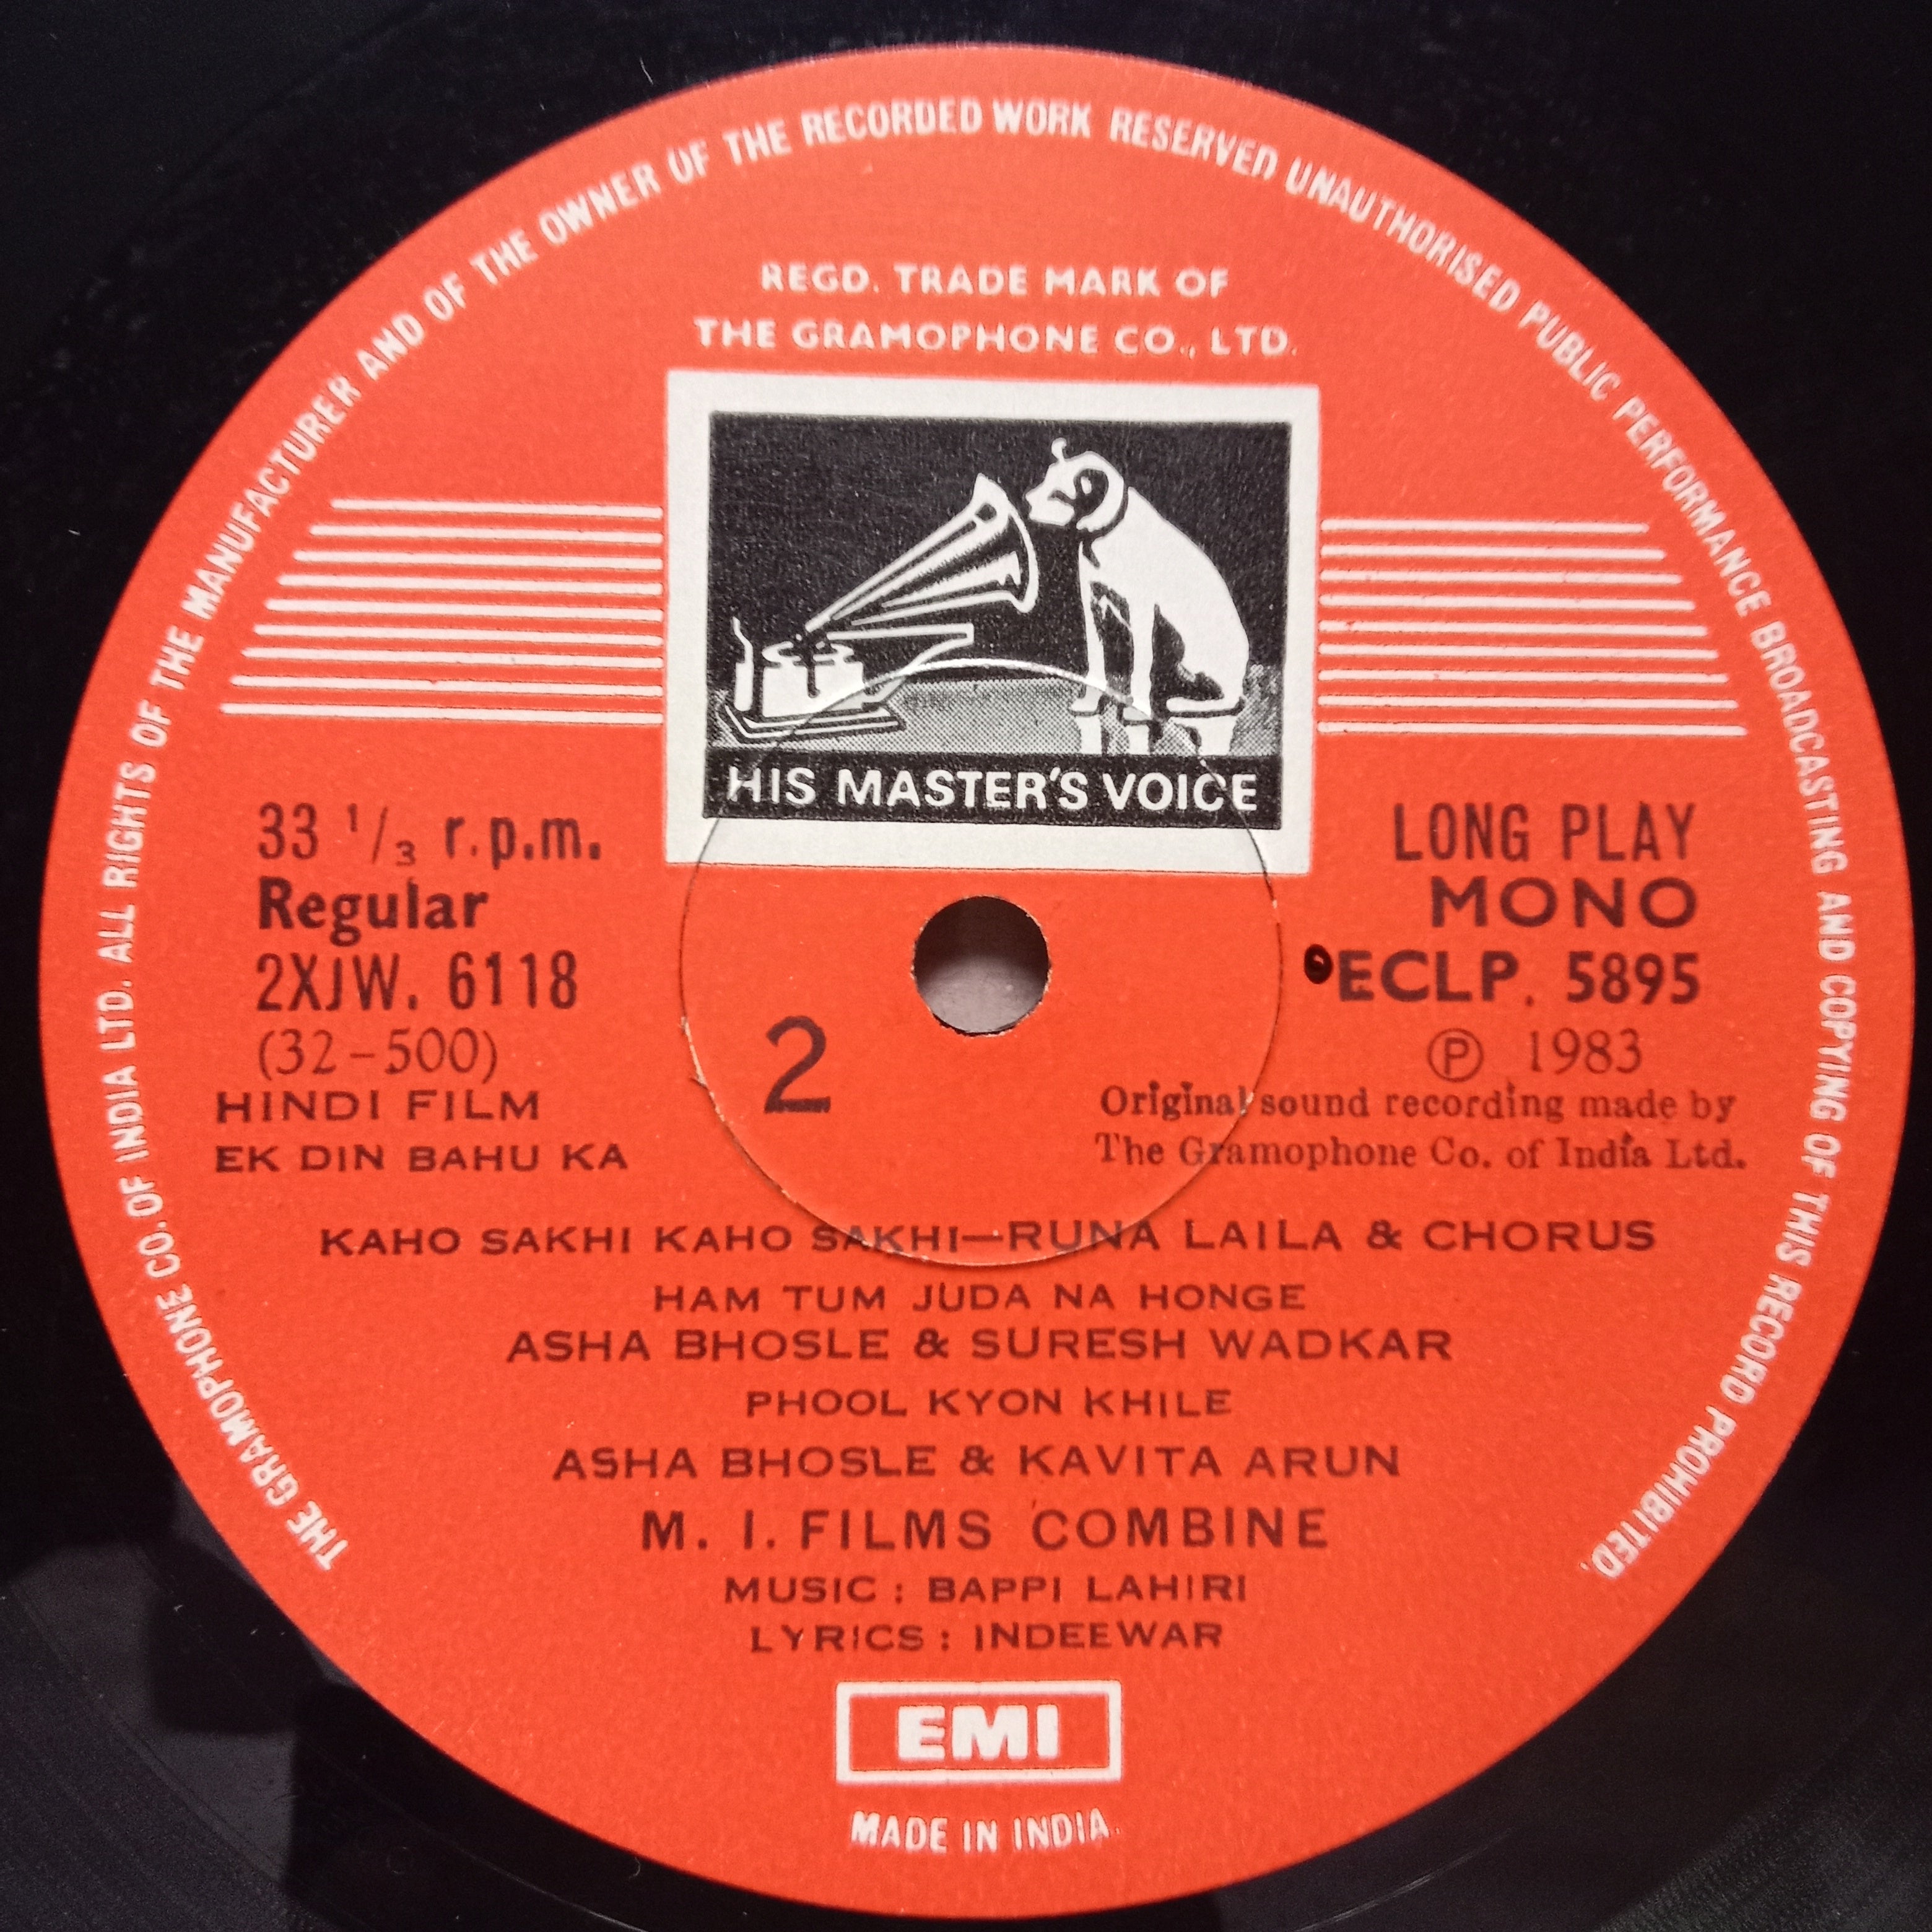 THE GRAMOPHONE CO. OF INDIA LTD. ALL RIGHTS OF THE MANUFACTURER AND OF THE OWNER OF THE RECORDED WORK RESERVED UNAUTHORISED PUBLIC PERFORMANCE BROADCASTING AND COPYING OF THIS RECORD PROHIBITED.
REGD. TRADE MARK OF
THE GRAMOPHONE CO., LTD.
HIS MASTER'S VOICE
33 1/3 r.p.m.
Regular
2XJW. 6118
(32-500)
HINDI FILM
EK DIN BAHU KA
2
LONG PLAY
MONO
ECLP. 5895
Ⓟ 1983
Original sound recording made by
The Gramophone Co. of India Ltd.
KAHO SAKHI KAHO SAKHI—RUNA LAILA & CHORUS
HAM TUM JUDA NA HONGE
ASHA BHOSLE & SURESH WADKAR
PHOOL KYON KHILE
ASHA BHOSLE & KAVITA ARUN
M. I. FILMS COMBINE
MUSIC : BAPPI LAHIRI
LYRICS : INDEEWAR
EMI
MADE IN INDIA